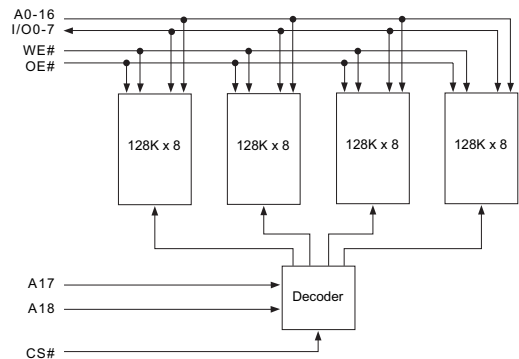 A0-16
I/O0-7
WE#
OE#
128K x 8
128K x 8
128K x 8
128K x 8
A17
A18
Decoder
CS#